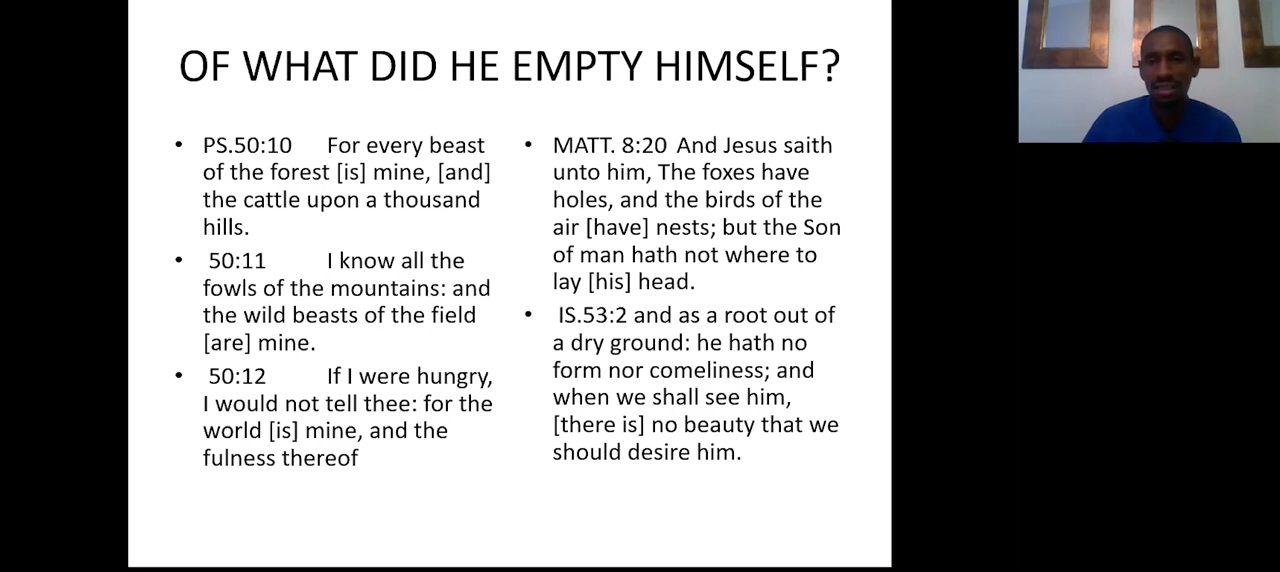 OF WHAT DID HE EMPTY HIMSELF?
• PS.50:10 For every beast
of the forest [is] mine, [and]
the cattle upon a thousand
hills.
• 50:11 I know all the
fowls of the mountains: and
the wild beasts of the field
[are] mine.
• 50:12 If I were hungry,
I would not tell thee: for the
world [is] mine, and the
fulness thereof
• MATT. 8:20 And Jesus saith
unto him, The foxes have
holes, and the birds of the
air [have] nests; but the Son
of man hath not where to
lay [his] head.
• IS.53:2 and as a root out of
a dry ground: he hath no
form nor comeliness; and
when we shall see him,
[there is] no beauty that we
should desire him.